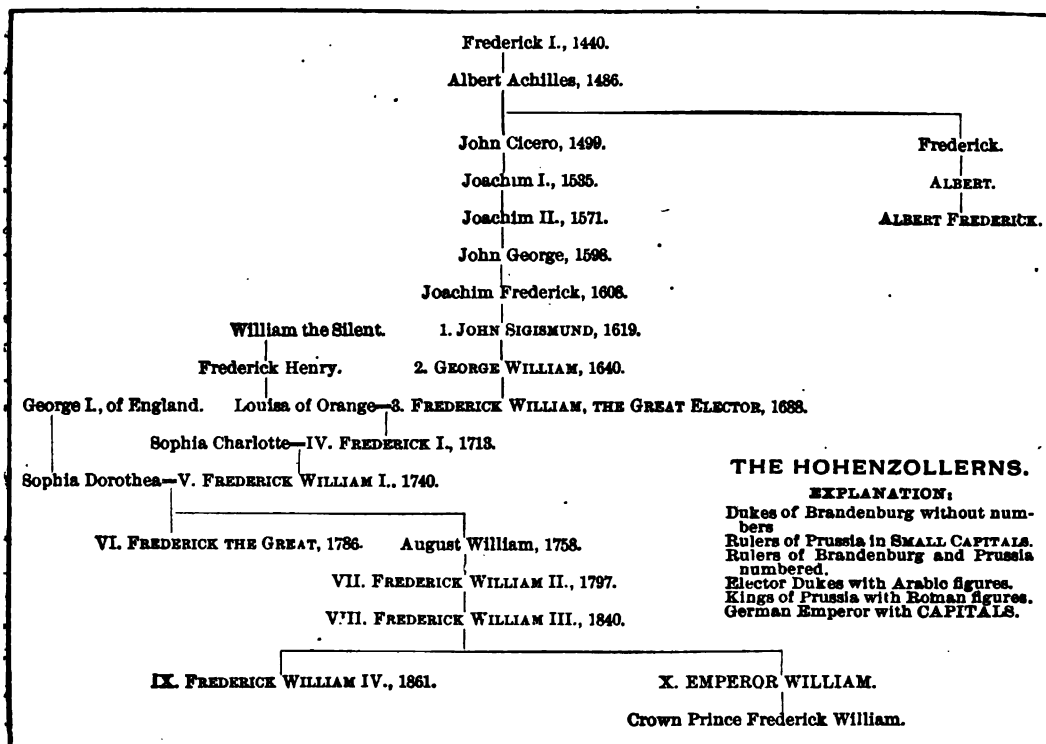 Frederick I., 1440.
Albert Achilles, 1486.
John Cicero, 1499.
Frederick.
Joachim I., 1535.
ALBERT.
Joachim II., 1571.
ALBERT FREDERICK.
John George, 1598.
Joachim Frederick, 1608.
William the Silent.
1. JOHN SIGISMUND, 1619.
Frederick Henry.
2. GEORGE WILLIAM, 1640.
George I., of England.
Louisa of Orange=3. FREDERICK WILLIAM, THE GREAT ELECTOR, 1688.
Sophia Charlotte=IV. FREDERICK I., 1713.
Sophia Dorothea=V. FREDERICK WILLIAM I.. 1740.
VI. FREDERICK THE GREAT, 1786.
August William, 1758.
VII. FREDERICK WILLIAM II., 1797.
VIII. FREDERICK WILLIAM III., 1840.
IX. FREDERICK WILLIAM IV., 1861.
X. EMPEROR WILLIAM.
Crown Prince Frederick William.
THE HOHENZOLLERNS.
EXPLANATION:
Dukes of Brandenburg without num-
bers
Rulers of Prussia in SMALL CAPITALS.
Rulers of Brandenburg and Prussia
numbered.
Elector Dukes with Arabic figures.
Kings of Prussia with Roman figures.
German Emperor with CAPITALS.